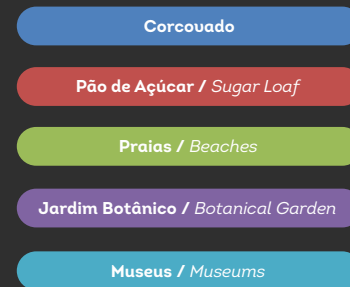 Corcovado
Pão de Açúcar / Sugar Loaf
Praias / Beaches
Jardim Botânico / Botanical Garden
Museus / Museums